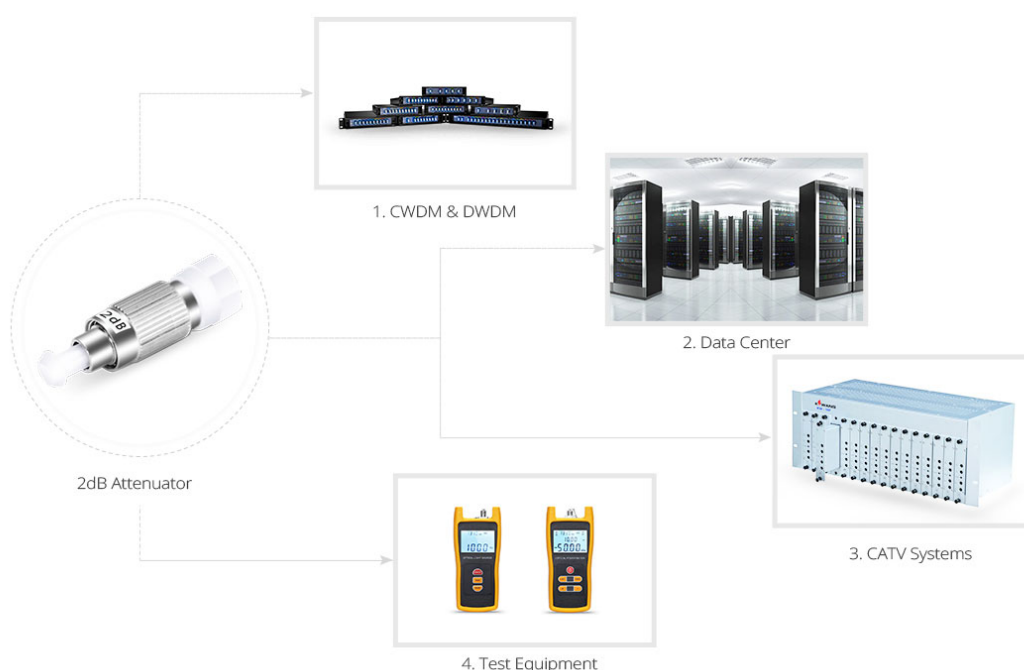 1. CWDM & DWDM
2. Data Center
2dB
2dB Attenuator
3. CATV Systems
4. Test Equipment